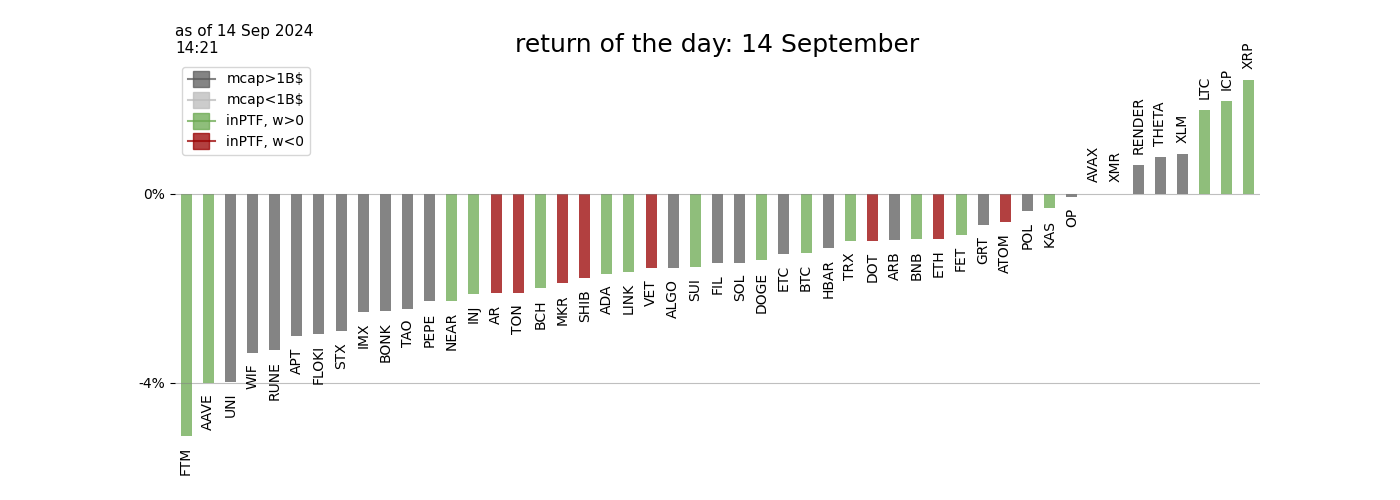 as of 14 Sep 2024
14:21
return of the day: 14 September
mcap>1B$
mcap<1B$
inPTF, w>0
inPTF, w<0
0%
-4%
FTM
AAVE
UNI
WIF
RUNE
APT
FLOKI
STX
IMX
BONK
TAO
PEPE
NEAR
INJ
AR
TON
BCH
MKR
SHIB
ADA
LINK
VET
ALGO
SUI
FIL
SOL
DOGE
ETC
BTC
HBAR
TRX
DOT
ARB
BNB
ETH
FET
GRT
ATOM
POL
KAS
OP
AVAX
XMR
RENDER
THETA
XLM
LTC
ICP
XRP